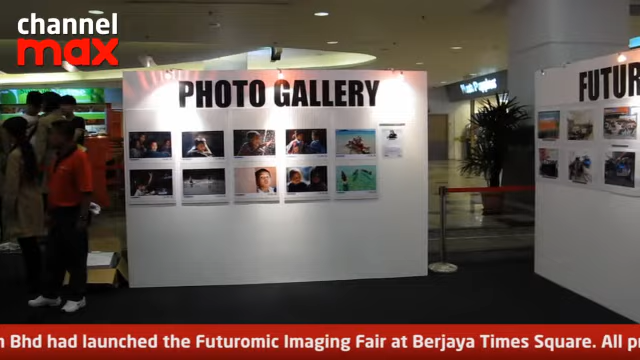 channel
max
PHOTO GALLERY
FUTUR
n Bhd had launched the Futuromic Imaging Fair at Berjaya Times Square. All p